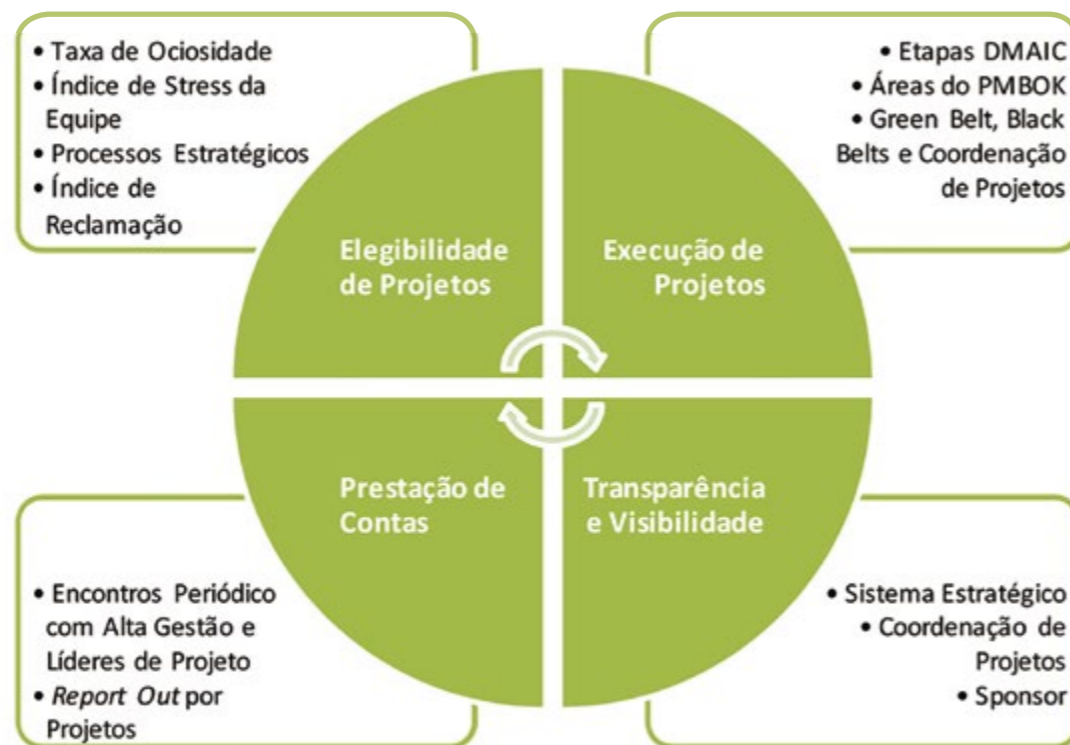 • Taxa de Ociosidade
• Índice de Stress da
Equipe
• Processos Estratégicos
• Índice de
Reclamação
• Etapas DMAIC
• Áreas do PMBOK
• Green Belt, Black
Belts e Coordenação
de Projetos
Elegibilidade
de Projetos
Execução de
Projetos
Prestação de
Contas
Transparência
e Visibilidade
• Encontros Periódico
com Alta Gestão e
Líderes de Projeto
• Report Out por
Projetos
• Sistema Estratégico
• Coordenação de
Projetos
• Sponsor